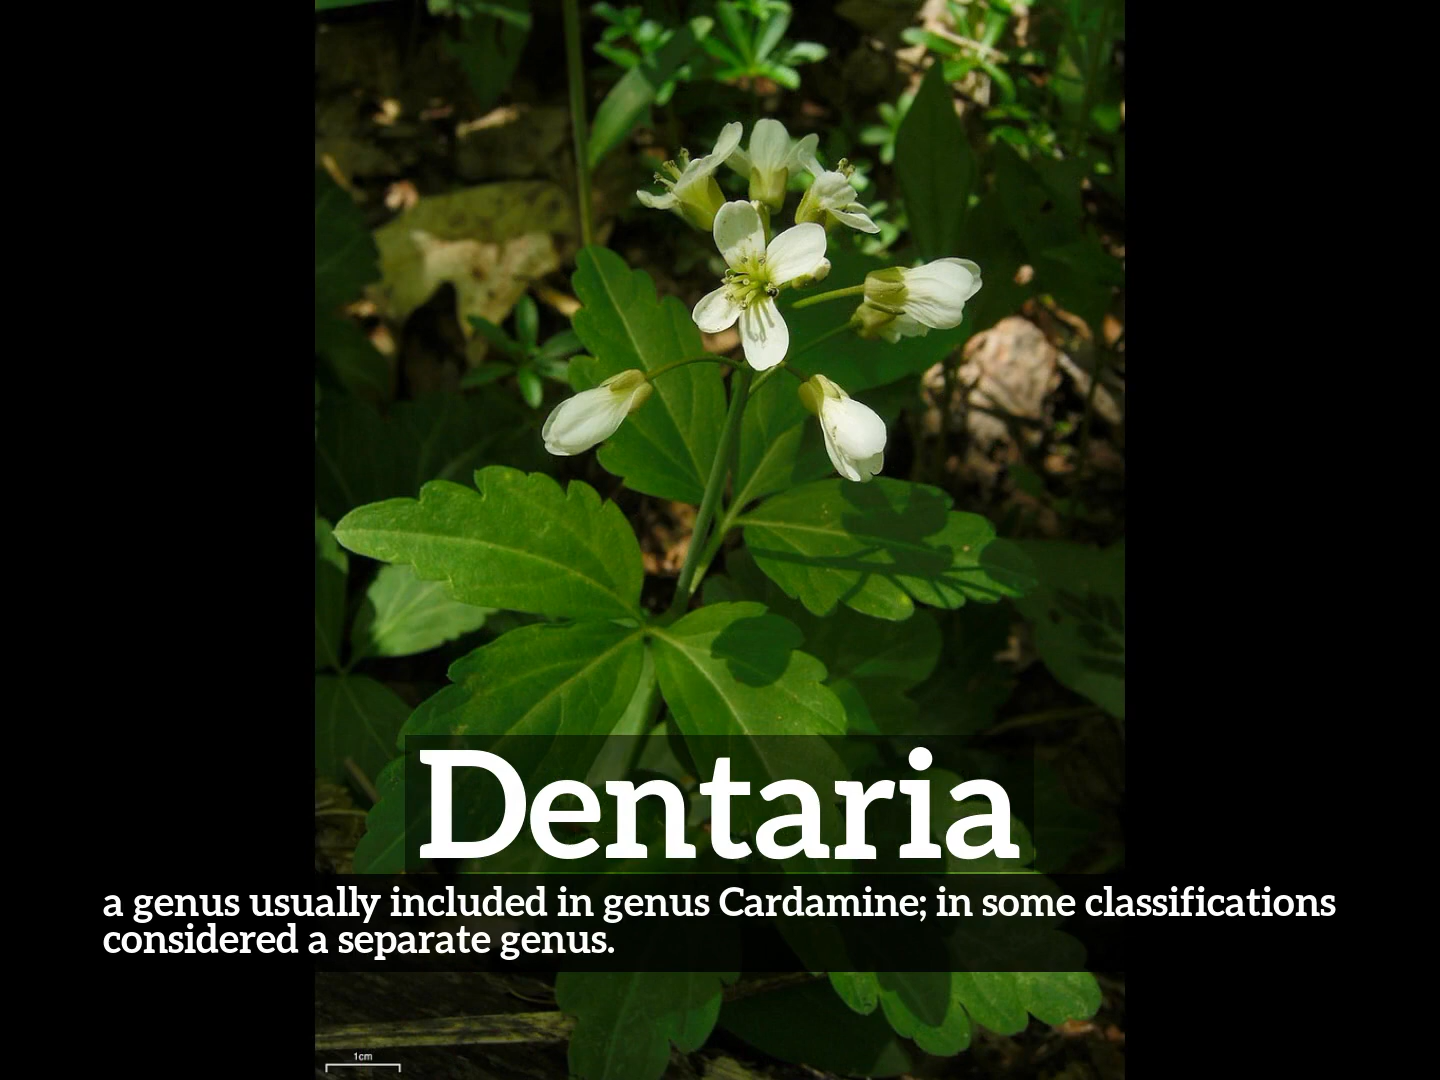 Dentaria
a genus usually included in genus Cardamine; in some classifications
considered a separate genus.
1cm